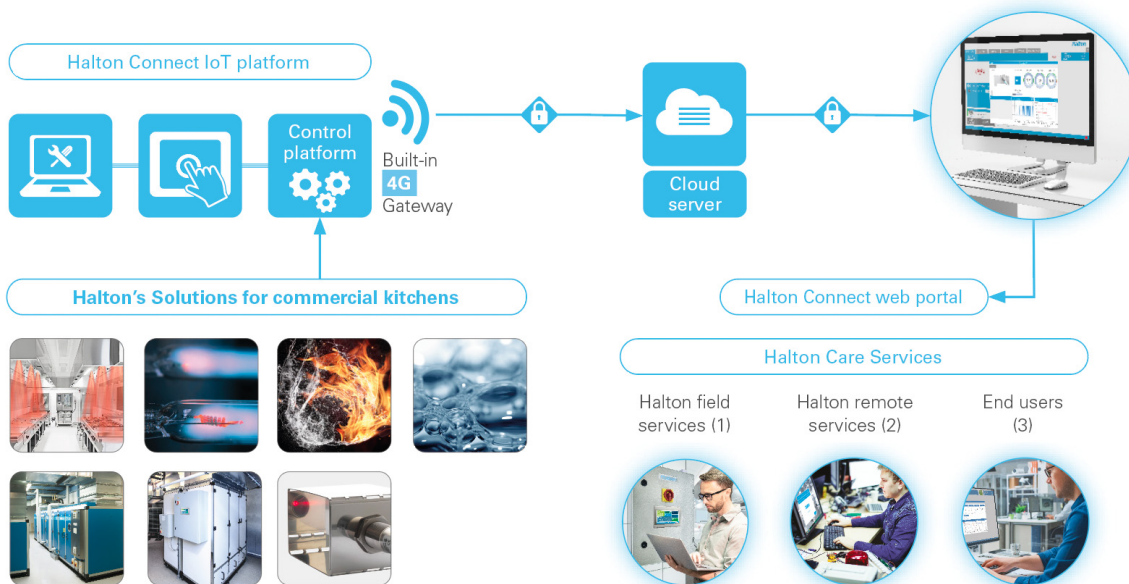 Halton Connect IoT platform
Control
platform
Built-in
4G
Gateway
Cloud
server
Halton
Halton's Solutions for commercial kitchens
Halton Connect web portal
Halton Care Services
Halton field
services (1)
Halton remote
services (2)
End users
(3)